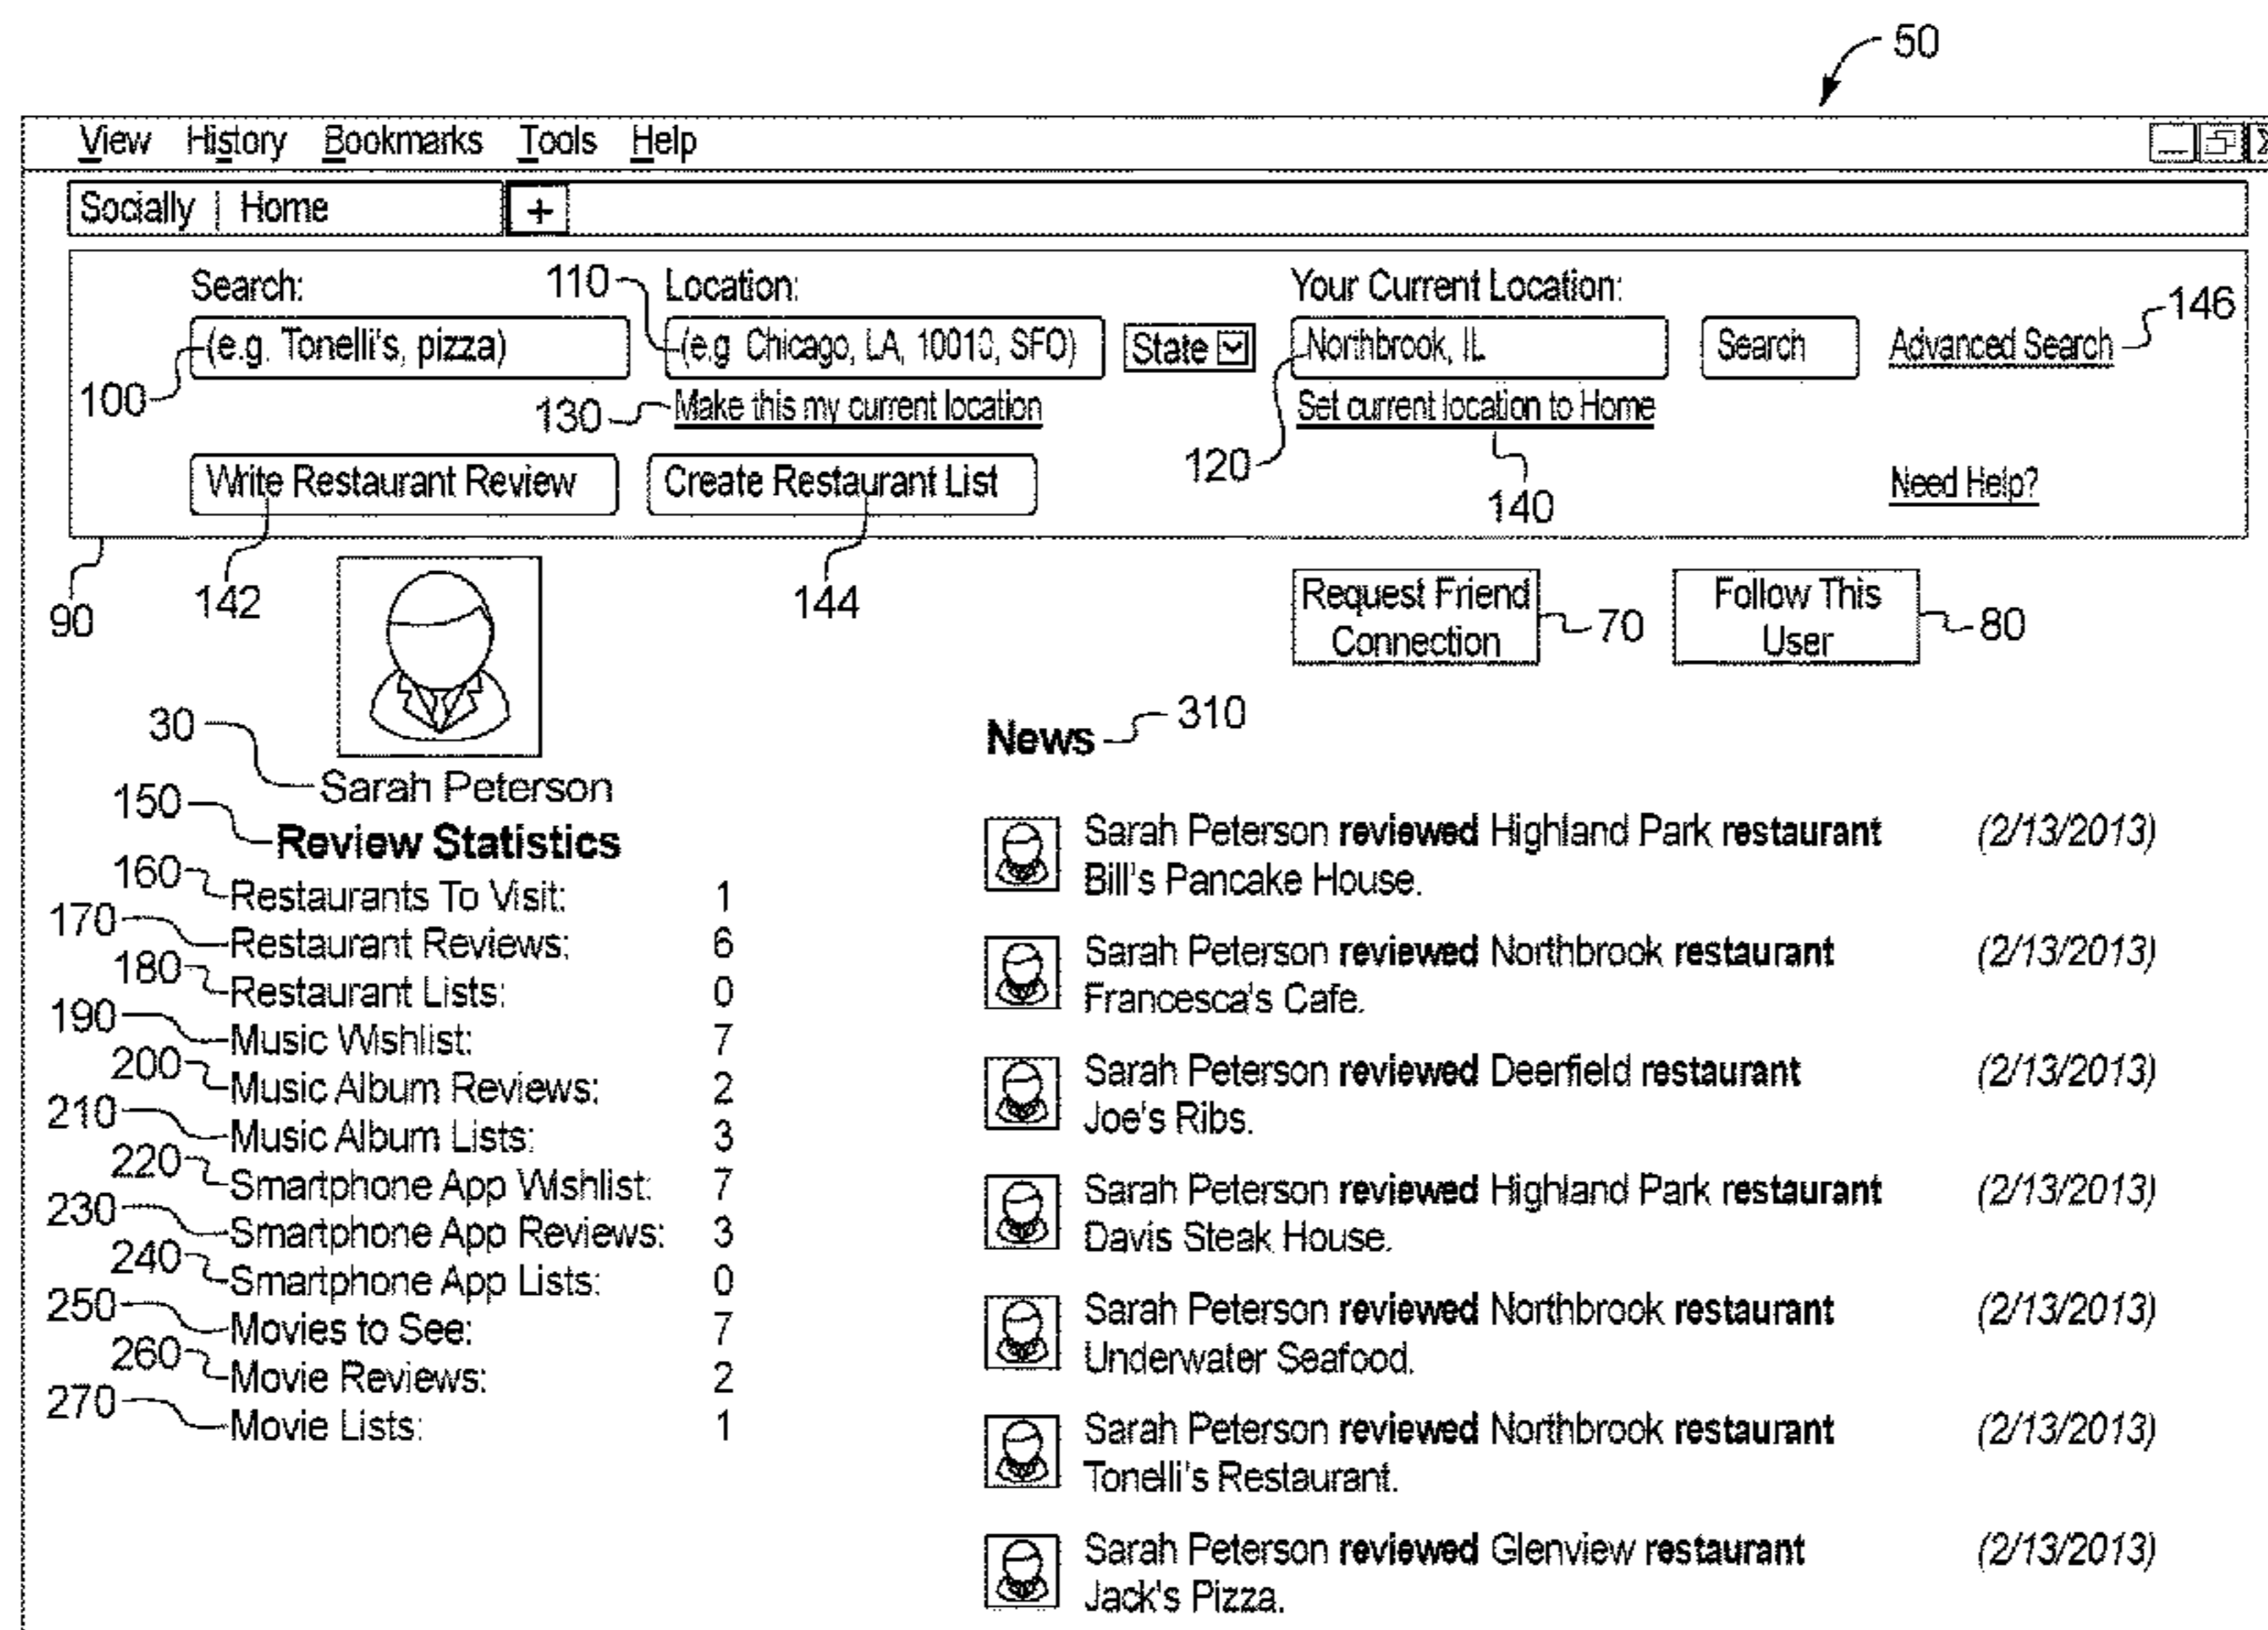 50
View History Bookmarks Tools Help
Socially | Home +
Search: 110 Location: Your Current Location: 146
(e.g. Tonelli's, pizza) (e.g Chicago, LA, 10010, SFO) State Northbrook, IL Search Advanced Search
100 130 Make this my current location Set current location to Home
120
Write Restaurant Review Create Restaurant List 140 Need Help?
90 142 144 Request Friend Connection 70 Follow This User 80
30 News 310
Sarah Peterson
150 Review Statistics
160 Restaurants To Visit: 1
170 Restaurant Reviews: 6
180 Restaurant Lists: 0
190 Music Wishlist: 7
200 Music Album Reviews: 2
210 Music Album Lists: 3
220 Smartphone App Wishlist: 7
230 Smartphone App Reviews: 3
240 Smartphone App Lists: 0
250 Movies to See: 7
260 Movie Reviews: 2
270 Movie Lists: 1
Sarah Peterson reviewed Highland Park restaurant (2/13/2013)
Bill's Pancake House.
Sarah Peterson reviewed Northbrook restaurant (2/13/2013)
Francesca's Cafe.
Sarah Peterson reviewed Deerfield restaurant (2/13/2013)
Joe's Ribs.
Sarah Peterson reviewed Highland Park restaurant (2/13/2013)
Davis Steak House.
Sarah Peterson reviewed Northbrook restaurant (2/13/2013)
Underwater Seafood.
Sarah Peterson reviewed Northbrook restaurant (2/13/2013)
Tonelli's Restaurant.
Sarah Peterson reviewed Glenview restaurant (2/13/2013)
Jack's Pizza.